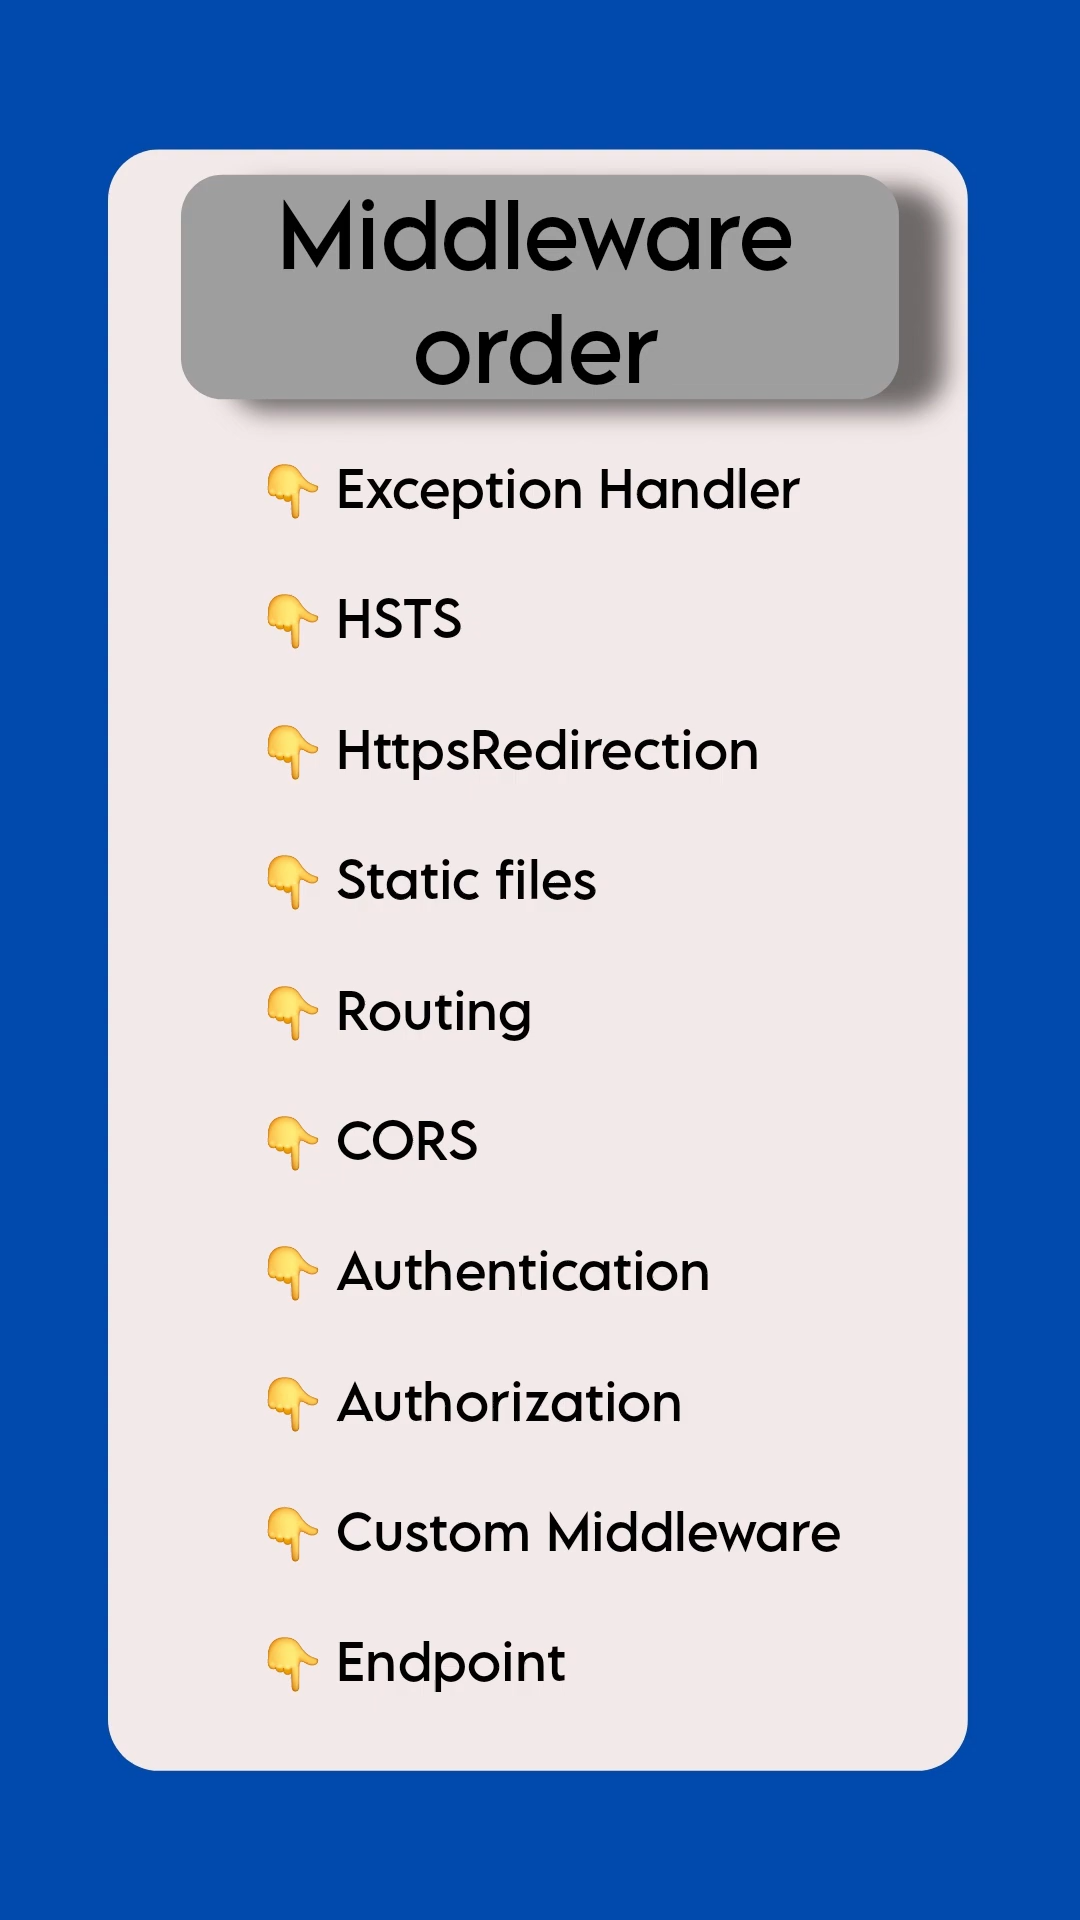 Middleware
order
👇 Exception Handler
👇 HSTS
👇 HttpsRedirection
👇 Static files
👇 Routing
👇 CORS
👇 Authentication
👇 Authorization
👇 Custom Middleware
👇 Endpoint